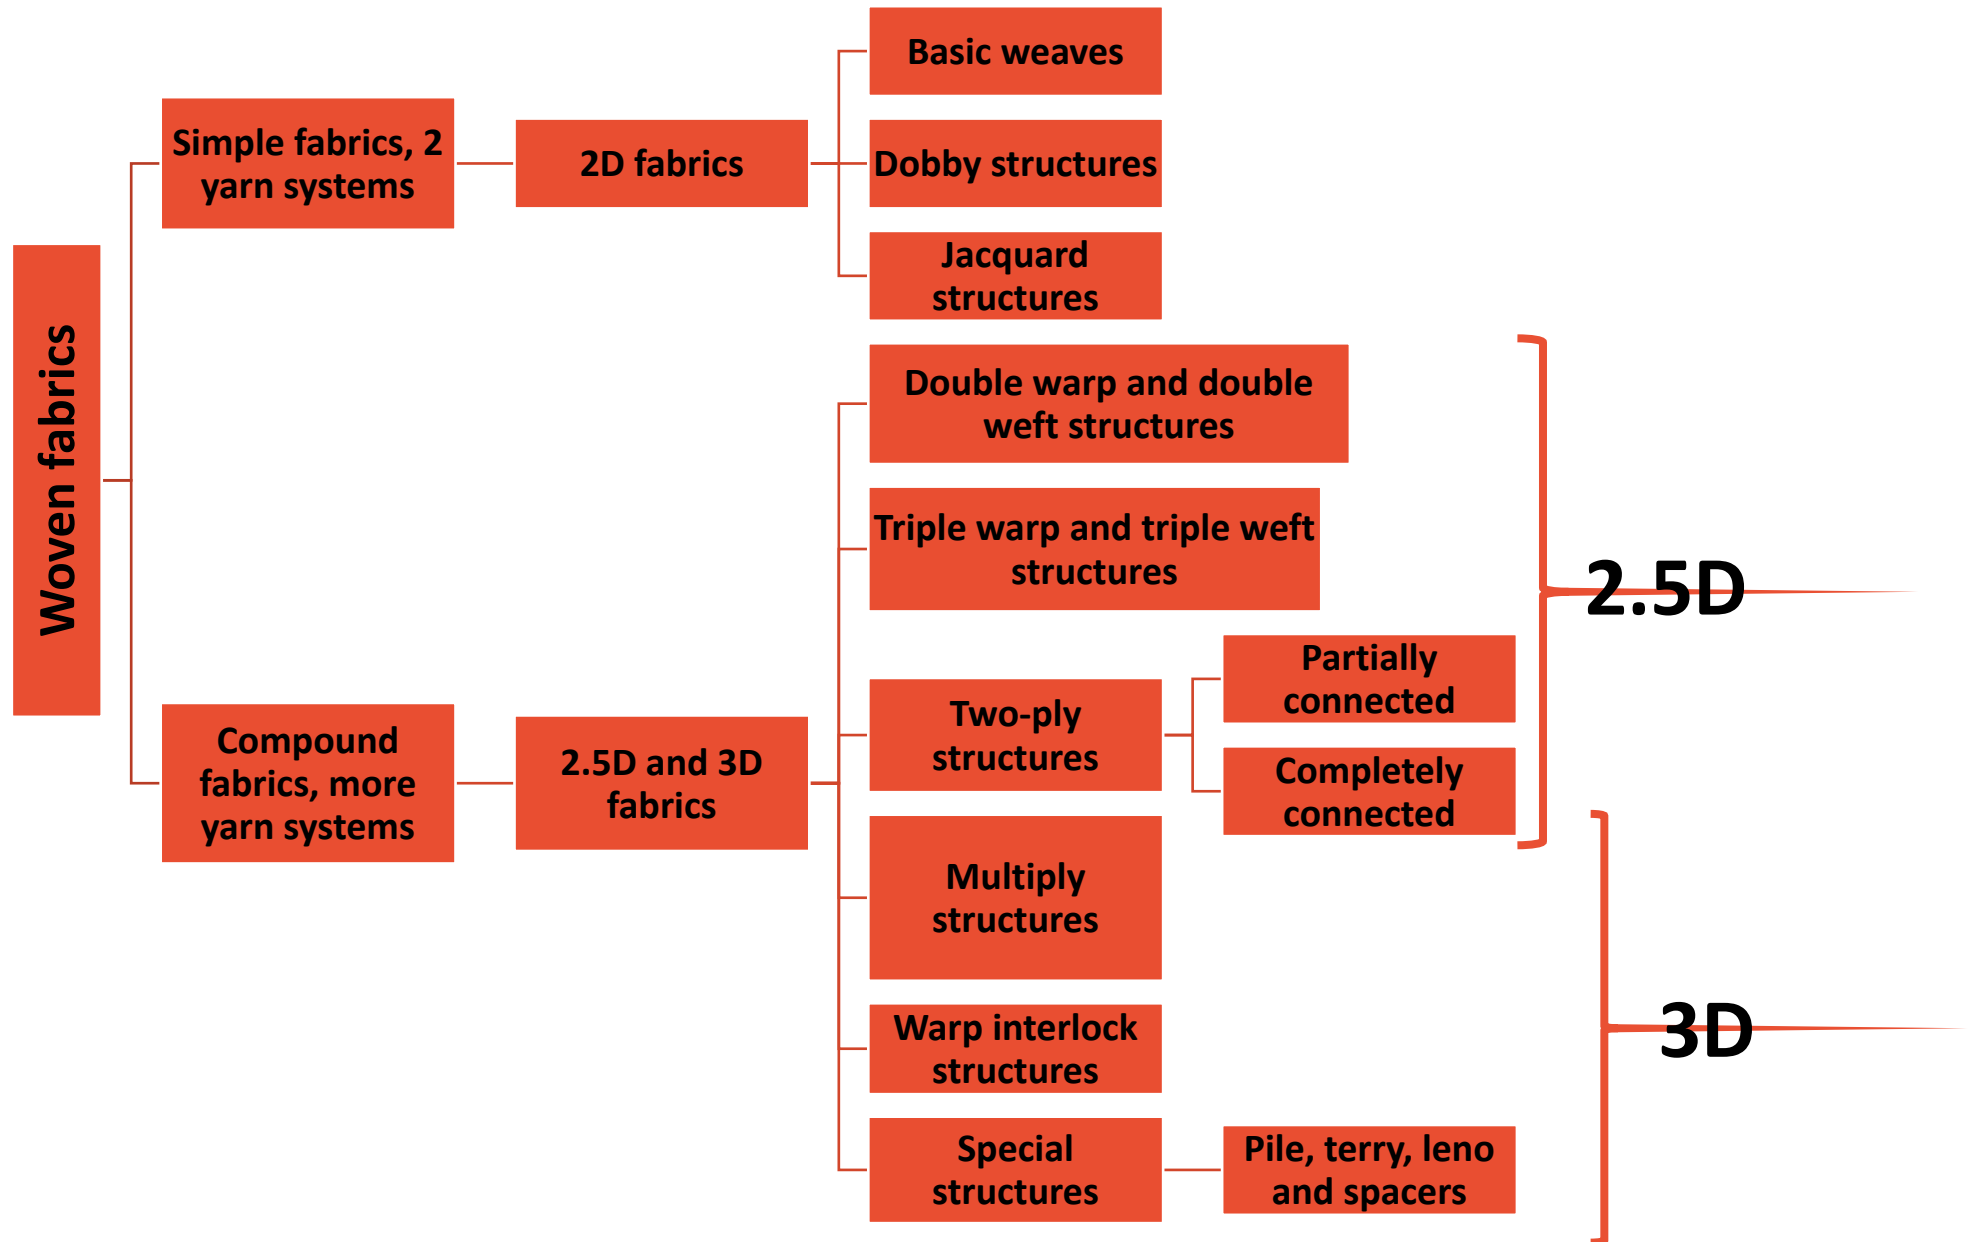 Woven fabrics
Simple fabrics, 2
yarn systems
2D fabrics
Basic weaves
Dobby structures
Jacquard
structures
Compound
fabrics, more
yarn systems
2.5D and 3D
fabrics
Double warp and double
weft structures
Triple warp and triple weft
structures
Two-ply
structures
Partially
connected
Completely
connected
Multiply
structures
Warp interlock
structures
Special
structures
Pile, terry, leno
and spacers
2.5D
3D